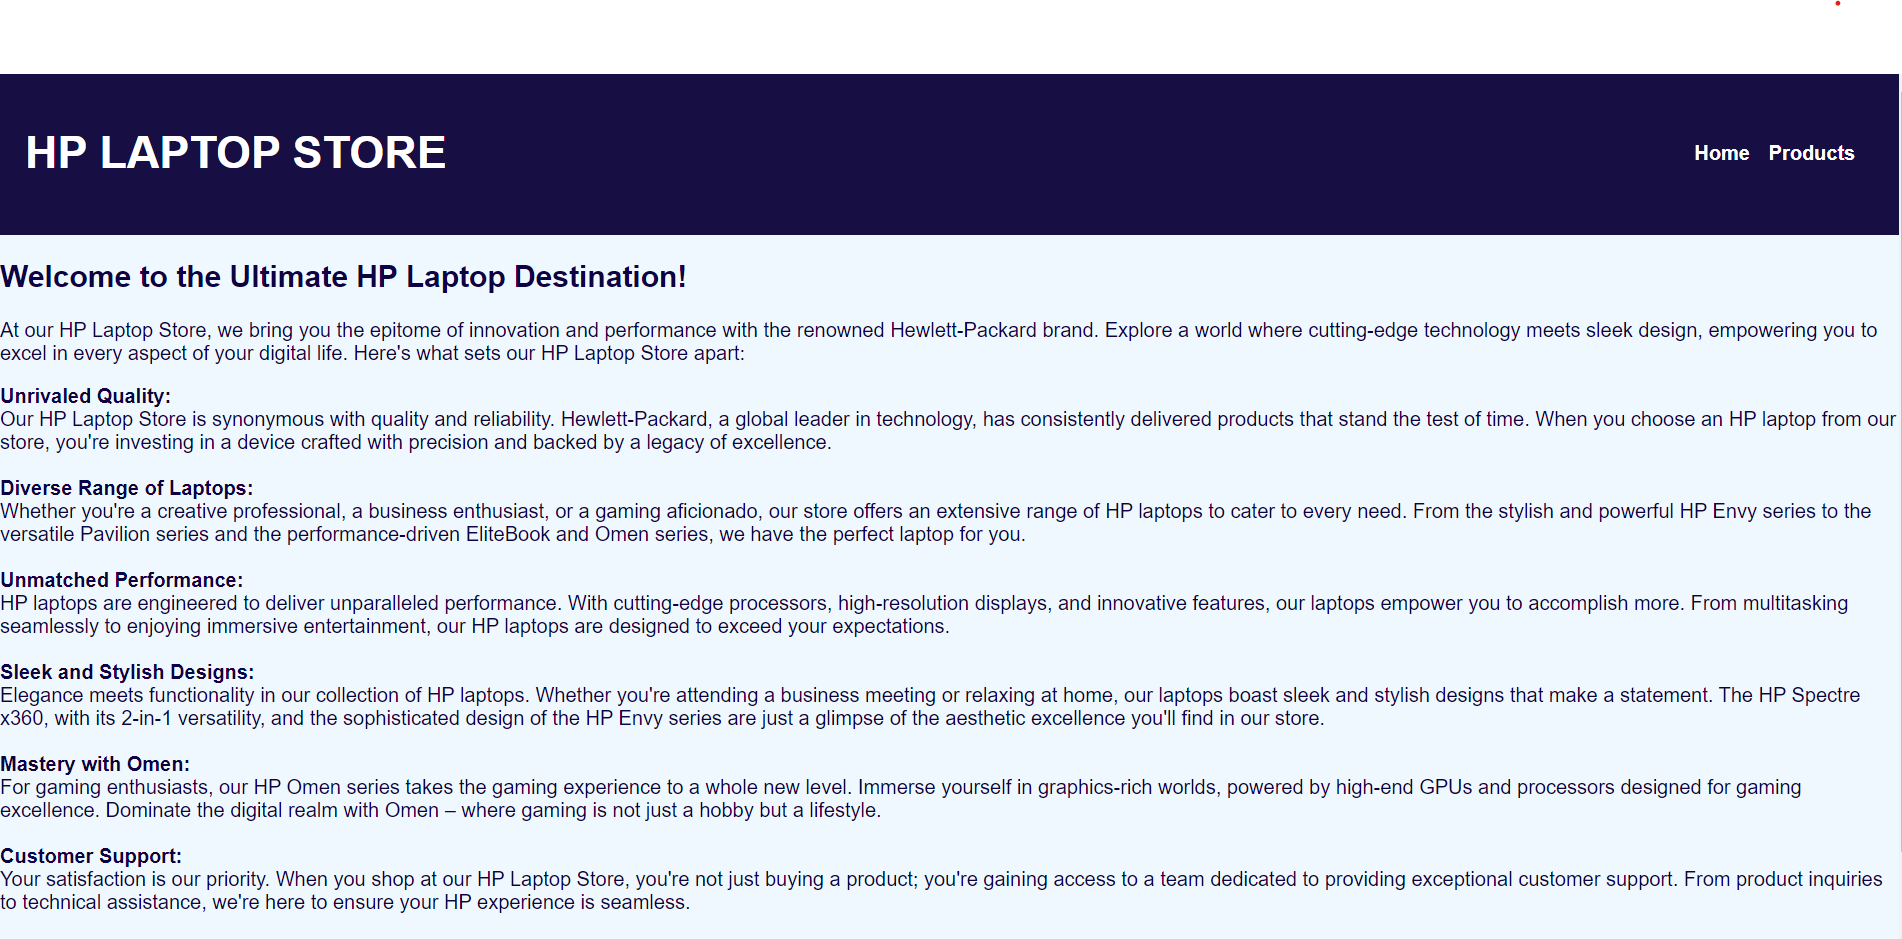 HP LAPTOP STORE
Home Products
Welcome to the Ultimate HP Laptop Destination!
At our HP Laptop Store, we bring you the epitome of innovation and performance with the renowned Hewlett-Packard brand. Explore a world where cutting-edge technology meets sleek design, empowering you to
excel in every aspect of your digital life. Here's what sets our HP Laptop Store apart:
Unrivaled Quality:
Our HP Laptop Store is synonymous with quality and reliability. Hewlett-Packard, a global leader in technology, has consistently delivered products that stand the test of time. When you choose an HP laptop from our
store, you're investing in a device crafted with precision and backed by a legacy of excellence.
Diverse Range of Laptops:
Whether you're a creative professional, a business enthusiast, or a gaming aficionado, our store offers an extensive range of HP laptops to cater to every need. From the stylish and powerful HP Envy series to the
versatile Pavilion series and the performance-driven EliteBook and Omen series, we have the perfect laptop for you.
Unmatched Performance:
HP laptops are engineered to deliver unparalleled performance. With cutting-edge processors, high-resolution displays, and innovative features, our laptops empower you to accomplish more. From multitasking
seamlessly to enjoying immersive entertainment, our HP laptops are designed to exceed your expectations.
Sleek and Stylish Designs:
Elegance meets functionality in our collection of HP laptops. Whether you're attending a business meeting or relaxing at home, our laptops boast sleek and stylish designs that make a statement. The HP Spectre
x360, with its 2-in-1 versatility, and the sophisticated design of the HP Envy series are just a glimpse of the aesthetic excellence you'll find in our store.
Mastery with Omen:
For gaming enthusiasts, our HP Omen series takes the gaming experience to a whole new level. Immerse yourself in graphics-rich worlds, powered by high-end GPUs and processors designed for gaming
excellence. Dominate the digital realm with Omen – where gaming is not just a hobby but a lifestyle.
Customer Support:
Your satisfaction is our priority. When you shop at our HP Laptop Store, you're not just buying a product; you're gaining access to a team dedicated to providing exceptional customer support. From product inquiries
to technical assistance, we're here to ensure your HP experience is seamless.